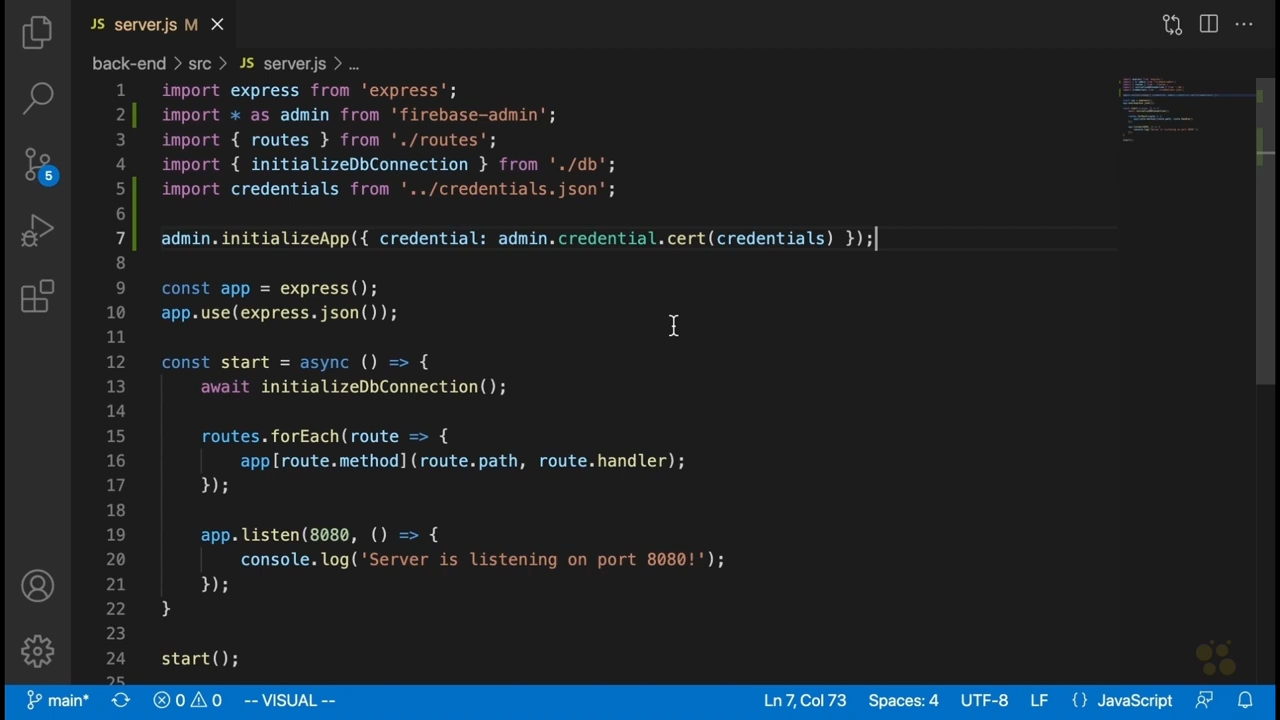 JS server.js M
back-end > src > JS server.js > ...
1 import express from 'express';
2 import * as admin from 'firebase-admin';
3 import { routes } from './routes';
4 import { initializeDbConnection } from './db';
5 import credentials from '../credentials.json';
6
7 admin.initializeApp({ credential: admin.credential.cert(credentials) });
8
9 const app = express();
10 app.use(express.json());
11
12 const start = async () => {
13 await initializeDbConnection();
14
15 routes.forEach(route => {
16 app[route.method](route.path, route.handler);
17 });
18
19 app.listen(8080, () => {
20 console.log('Server is listening on port 8080!');
21 });
22 }
23
24 start();
25
5
main* 0 0 -- VISUAL -- Ln 7, Col 73 Spaces: 4 UTF-8 LF {} JavaScript